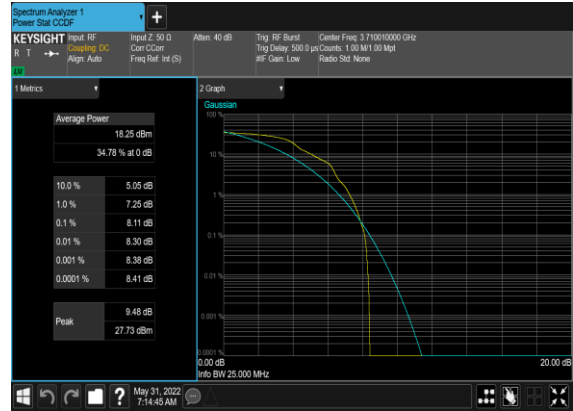 Spectrum Analyzer 1
Power Stat CCDF
KEYSIGHT
R T
LXI
Input: RF
Coupling: DC
Align: Auto
Input Z: 50 Ω
Corr CCorr
Freq Ref: Int (S)
Atten: 40 dB
Trig: RF Burst
Trig Delay: 500.0 µs
#IF Gain: Low
Center Freq: 3.710010000 GHz
Counts: 1.00 M/1.00 Mpt
Radio Std: None
1 Metrics
Average Power
18.25 dBm
34.78 % at 0 dB
10.0 % 5.05 dB
1.0 % 7.25 dB
0.1 % 8.11 dB
0.01 % 8.30 dB
0.001 % 8.38 dB
0.0001 % 8.41 dB
Peak
9.48 dB
27.73 dBm
2 Graph
Gaussian
100 %
10 %
1 %
0.1 %
0.01 %
0.001 %
0.0001 %
0.00 dB 20.00 dB
Info BW 25.000 MHz
? May 31, 2022
7:14:45 AM